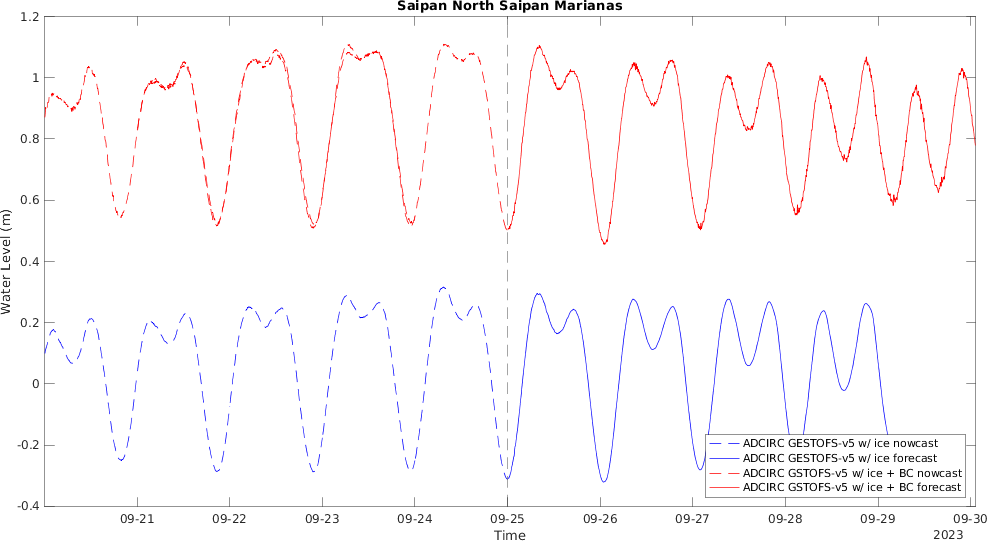 Saipan North Saipan Marianas
1.2
1
0.8
0.6
0.4
0.2
0
-0.2
-0.4
Water Level (m)
ADCIRC GESTOFS-v5 w/ ice nowcast
ADCIRC GESTOFS-v5 w/ ice forecast
ADCIRC GSTOFS-v5 w/ ice + BC nowcast
ADCIRC GSTOFS-v5 w/ ice + BC forecast
09-21 09-22 09-23 09-24 09-25 09-26 09-27 09-28 09-29 09-30
Time
2023